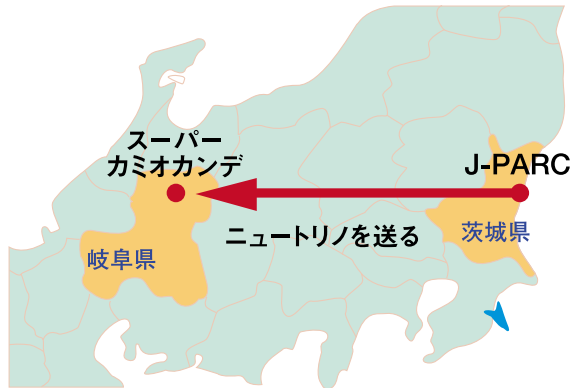 スーパー
カミオカンデ
J-PARC
ニュートリノを送る
茨城県
岐阜県